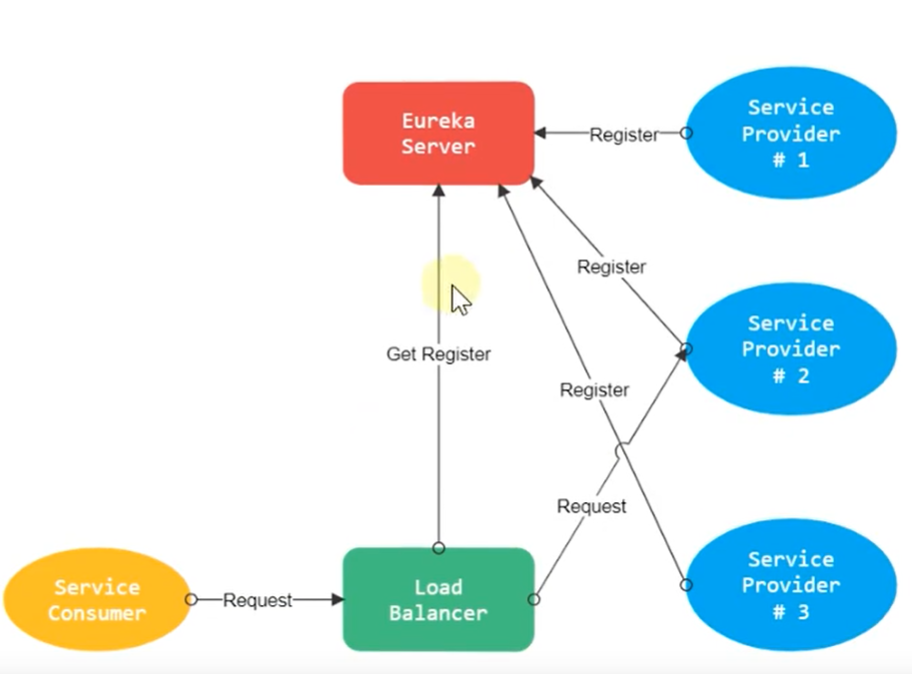 Eureka
Server
Register
Service
Provider
# 1
Register
Service
Provider
# 2
Get Register
Register
Request
Service
Consumer
Request
Load
Balancer
Service
Provider
# 3